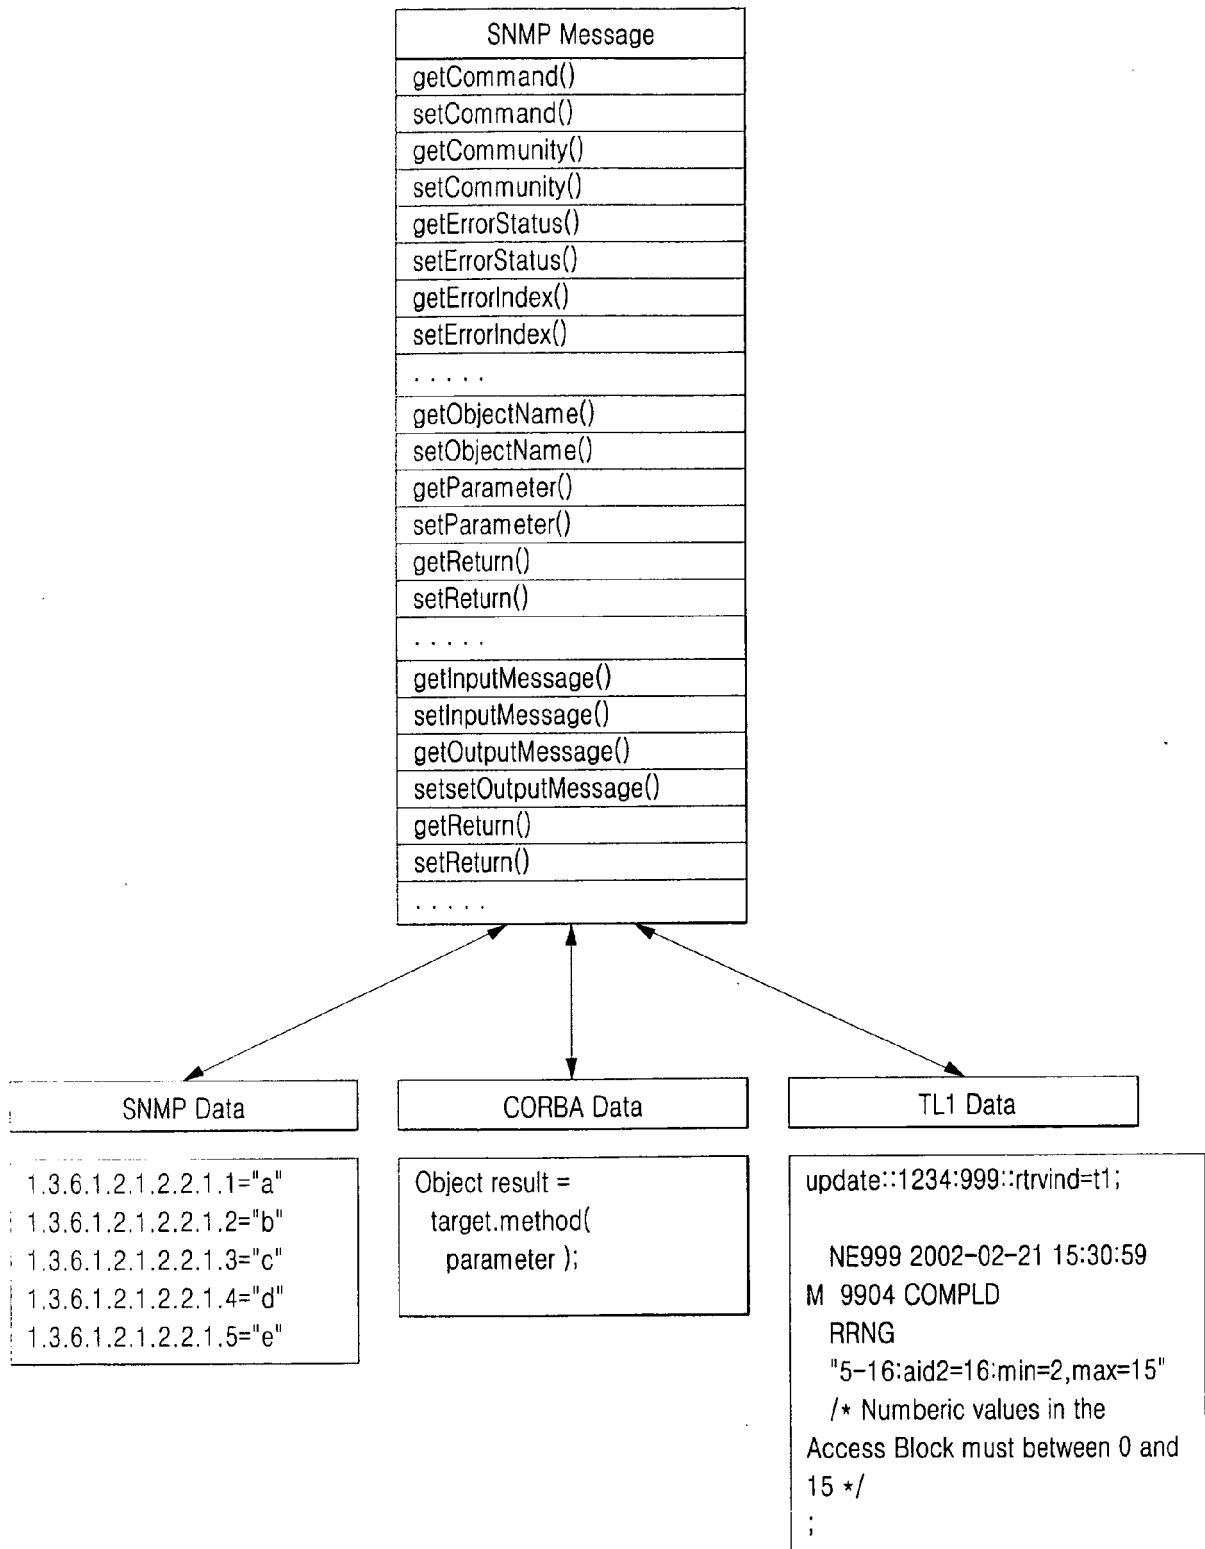 SNMP Message
getCommand()
setCommand()
getCommunity()
setCommunity()
getErrorStatus()
setErrorStatus()
getErrorIndex()
setErrorIndex()
. . . . .
getObjectName()
setObjectName()
getParameter()
setParameter()
getReturn()
setReturn()
. . . . .
getInputMessage()
setInputMessage()
getOutputMessage()
setsetOutputMessage()
getReturn()
setReturn()
. . . . .
SNMP Data
1.3.6.1.2.1.2.2.1.1="a"
1.3.6.1.2.1.2.2.1.2="b"
1.3.6.1.2.1.2.2.1.3="c"
1.3.6.1.2.1.2.2.1.4="d"
1.3.6.1.2.1.2.2.1.5="e"
CORBA Data
Object result =
target.method(
parameter );
TL1 Data
update::1234:999::rtrvind=t1;
NE999 2002-02-21 15:30:59
M 9904 COMPLD
RRNG
"5-16:aid2=16:min=2,max=15"
/* Numberic values in the
Access Block must between 0 and
15 */
;